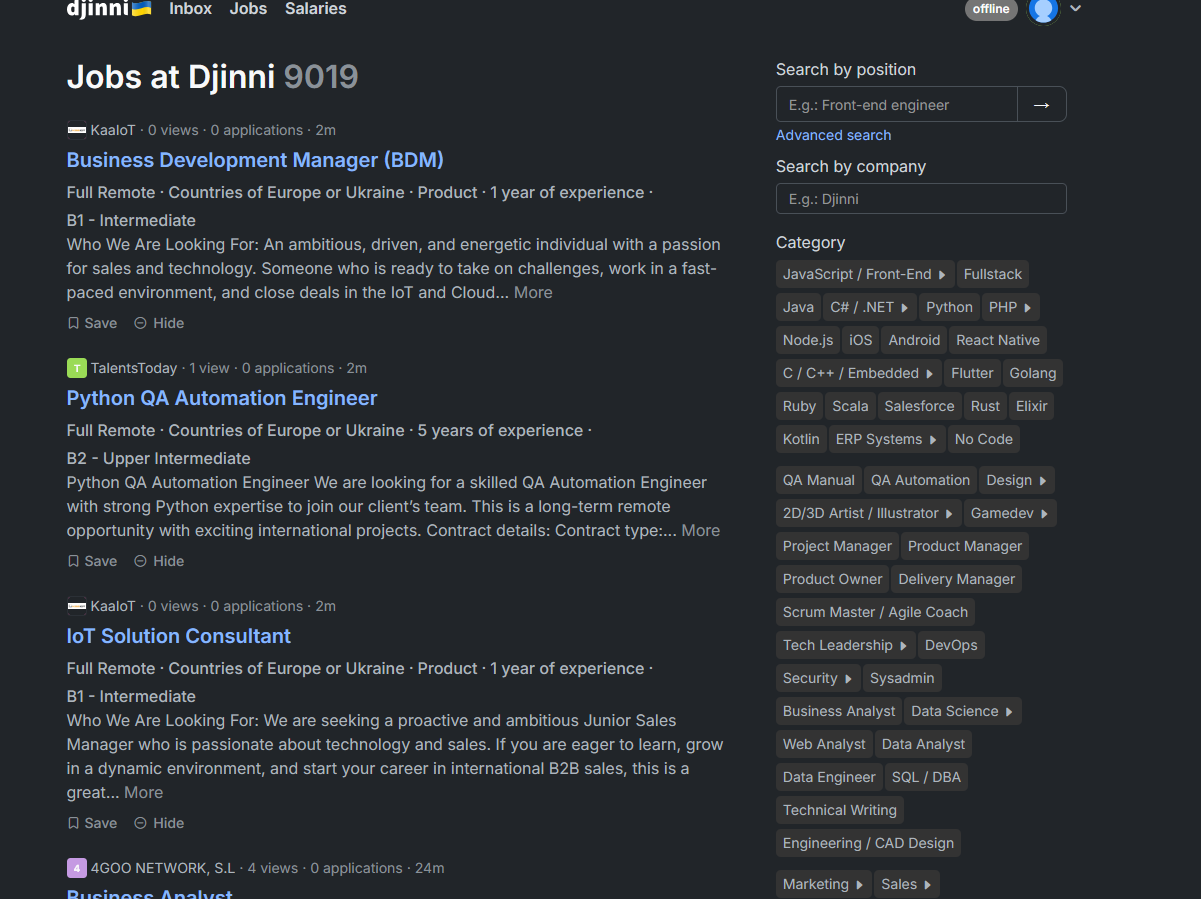 djinni Inbox Jobs Salaries offline
Jobs at Djinni 9019
KaaIoT · 0 views · 0 applications · 2m
Business Development Manager (BDM)
Full Remote · Countries of Europe or Ukraine · Product · 1 year of experience ·
B1 - Intermediate
Who We Are Looking For: An ambitious, driven, and energetic individual with a passion
for sales and technology. Someone who is ready to take on challenges, work in a fast-
paced environment, and close deals in the IoT and Cloud... More
Save Hide
T TalentsToday · 1 view · 0 applications · 2m
Python QA Automation Engineer
Full Remote · Countries of Europe or Ukraine · 5 years of experience ·
B2 - Upper Intermediate
Python QA Automation Engineer We are looking for a skilled QA Automation Engineer
with strong Python expertise to join our client’s team. This is a long-term remote
opportunity with exciting international projects. Contract details: Contract type:... More
Save Hide
KaaIoT · 0 views · 0 applications · 2m
IoT Solution Consultant
Full Remote · Countries of Europe or Ukraine · Product · 1 year of experience ·
B1 - Intermediate
Who We Are Looking For: We are seeking a proactive and ambitious Junior Sales
Manager who is passionate about technology and sales. If you are eager to learn, grow
in a dynamic environment, and start your career in international B2B sales, this is a
great... More
Save Hide
4 4GOO NETWORK, S.L · 4 views · 0 applications · 24m
Business Analyst
Search by position
E.g.: Front-end engineer →
Advanced search
Search by company
E.g.: Djinni
Category
JavaScript / Front-End Fullstack
Java C# / .NET Python PHP
Node.js iOS Android React Native
C / C++ / Embedded Flutter Golang
Ruby Scala Salesforce Rust Elixir
Kotlin ERP Systems No Code
QA Manual QA Automation Design
2D/3D Artist / Illustrator Gamedev
Project Manager Product Manager
Product Owner Delivery Manager
Scrum Master / Agile Coach
Tech Leadership DevOps
Security Sysadmin
Business Analyst Data Science
Web Analyst Data Analyst
Data Engineer SQL / DBA
Technical Writing
Engineering / CAD Design
Marketing Sales